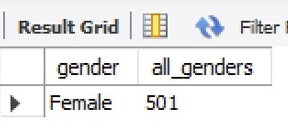 Result Grid Filter
gender all_genders
Female 501